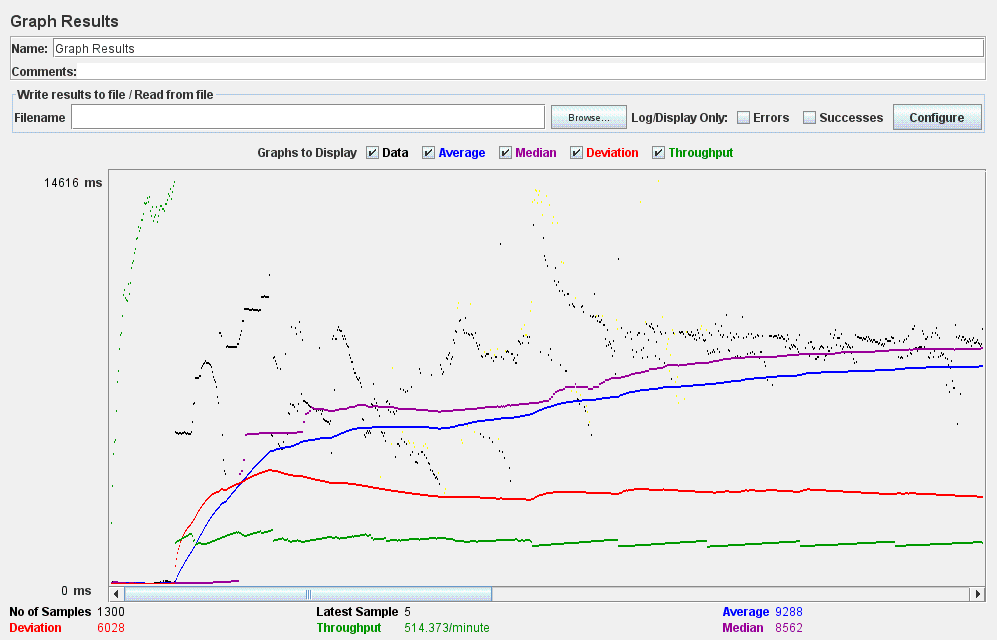 Graph Results
Name: Graph Results
Comments:
Write results to file / Read from file
Filename Browse... Log/Display Only: Errors Successes Configure
Graphs to Display Data Average Median Deviation Throughput
14616 ms
0 ms
No of Samples 1300 Latest Sample 5 Average 9288
Deviation 6028 Throughput 514.373/minute Median 8562